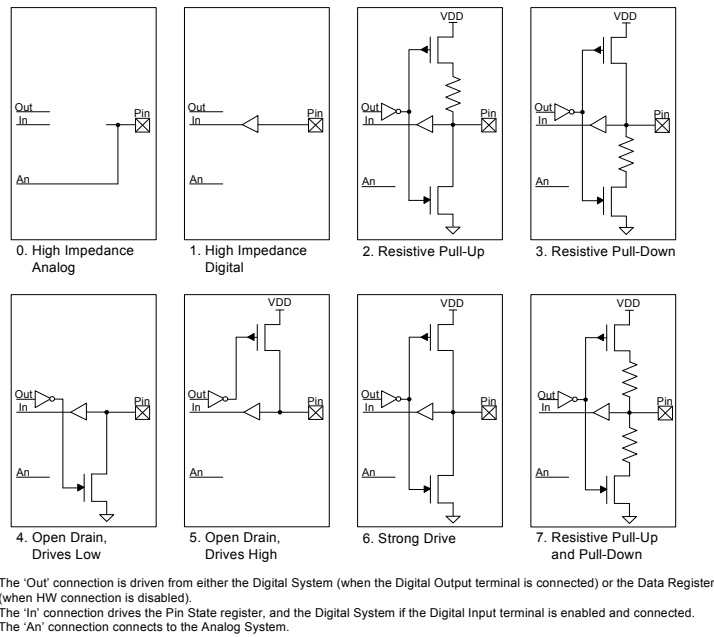 Out
In
Pin
An
0. High Impedance
Analog
Out
In
Pin
An
1. High Impedance
Digital
VDD
Out
In
Pin
An
2. Resistive Pull-Up
VDD
Out
In
Pin
An
3. Resistive Pull-Down
Out
In
Pin
An
4. Open Drain,
Drives Low
VDD
Out
In
Pin
An
5. Open Drain,
Drives High
VDD
Out
In
Pin
An
6. Strong Drive
VDD
Out
In
Pin
An
7. Resistive Pull-Up
and Pull-Down
The ‘Out’ connection is driven from either the Digital System (when the Digital Output terminal is connected) or the Data Register
(when HW connection is disabled).
The ‘In’ connection drives the Pin State register, and the Digital System if the Digital Input terminal is enabled and connected.
The ‘An’ connection connects to the Analog System.